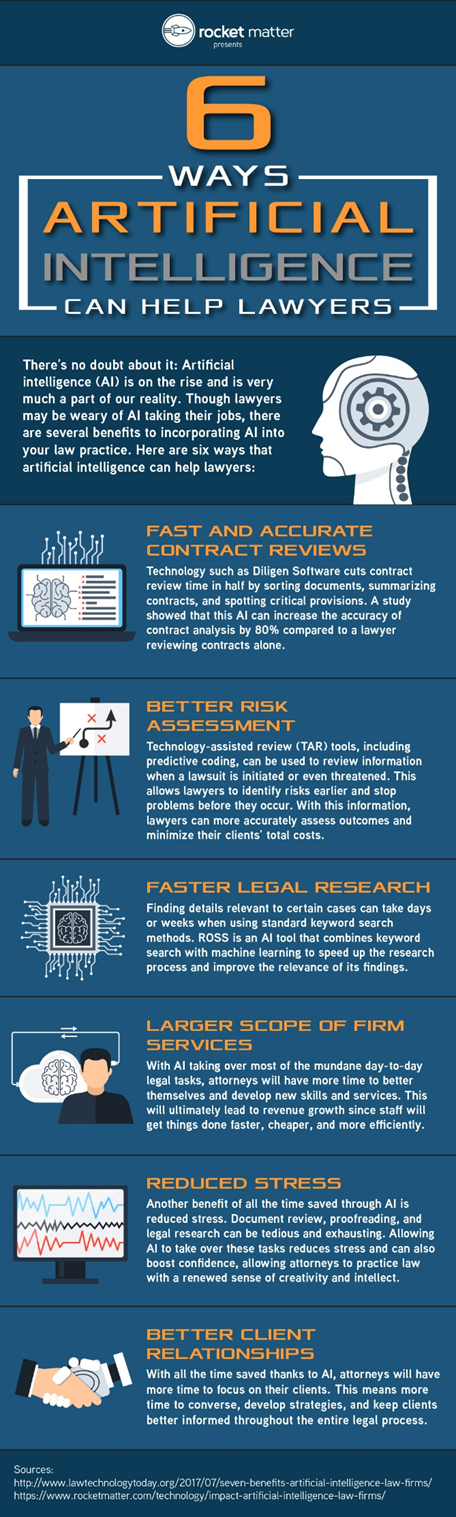 rocket matter
presents
6
WAYS
ARTIFICIAL
INTELLIGENCE
CAN HELP LAWYERS
There's no doubt about it: Artificial
intelligence (AI) is on the rise and is very
much a part of our reality. Though lawyers
may be weary of AI taking their jobs, there
are several benefits to incorporating AI into
your law practice. Here are six ways that
artificial intelligence can help lawyers:
FAST AND ACCURATE
CONTRACT REVIEWS
Technology such as Diligen Software cuts contract
review time in half by sorting documents, summarizing
contracts, and spotting critical provisions. A study
showed that this AI can increase the accuracy of
contract analysis by 80% compared to a lawyer
reviewing contracts alone.
BETTER RISK
ASSESSMENT
Technology-assisted review (TAR) tools, including
predictive coding, can be used to review information
when a lawsuit is initiated or even threatened. This
allows lawyers to identify risks earlier and stop
problems before they occur. With this information,
lawyers can more accurately assess outcomes and
minimize their clients' total costs.
FASTER LEGAL RESEARCH
Finding details relevant to certain cases can take days
or weeks when using standard keyword search
methods. ROSS is an AI tool that combines keyword
search with machine learning to speed up the research
process and improve the relevance of its findings.
LARGER SCOPE OF FIRM
SERVICES
With AI taking over most of the mundane day-to-day
legal tasks, attorneys will have more time to better
themselves and develop new skills and services. This
will ultimately lead to revenue growth since staff will
get things done faster, cheaper, and more efficiently.
REDUCED STRESS
Another benefit of all the time saved through AI is
reduced stress. Document review, proofreading, and
legal research can be tedious and exhausting. Allowing
AI to take over these tasks reduces stress and can also
boost confidence, allowing attorneys to practice law
with a renewed sense of creativity and intellect.
BETTER CLIENT
RELATIONSHIPS
With all the time saved thanks to AI, attorneys will have
more time to focus on their clients. This means more
time to converse, develop strategies, and keep clients
better informed throughout the entire legal process.
Sources:
http://www.lawtechnologytoday.org/2017/07/seven-benefits-artificial-intelligence-law-firms/
https://www.rocketmatter.com/technology/impact-artificial-intelligence-law-firms/